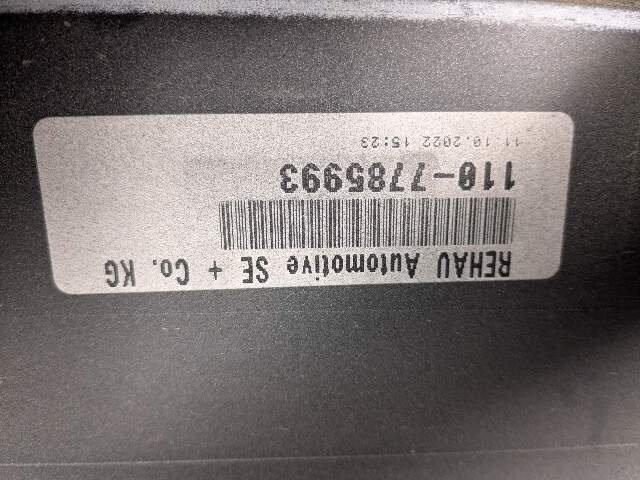 REHAU Automotive SE + Co. KG
110-7785993
11.10.2022 15:23